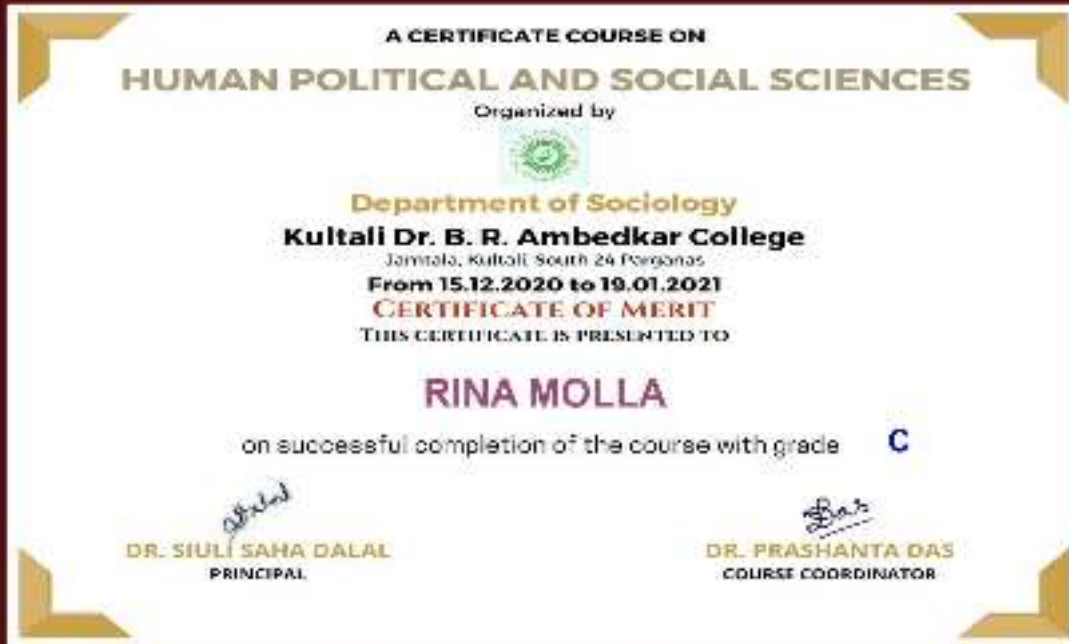 A CERTIFICATE COURSE ON
HUMAN POLITICAL AND SOCIAL SCIENCES
Organized by
Department of Sociology
Kultali Dr. B. R. Ambedkar College
Jamtala, Kultali, South 24 Parganas
From 15.12.2020 to 19.01.2021
CERTIFICATE OF MERIT
THIS CERTIFICATE IS PRESENTED TO
RINA MOLLA
on successful completion of the course with grade C
DR. SIULI SAHA DALAL
PRINCIPAL
DR. PRASHANTA DAS
COURSE COORDINATOR